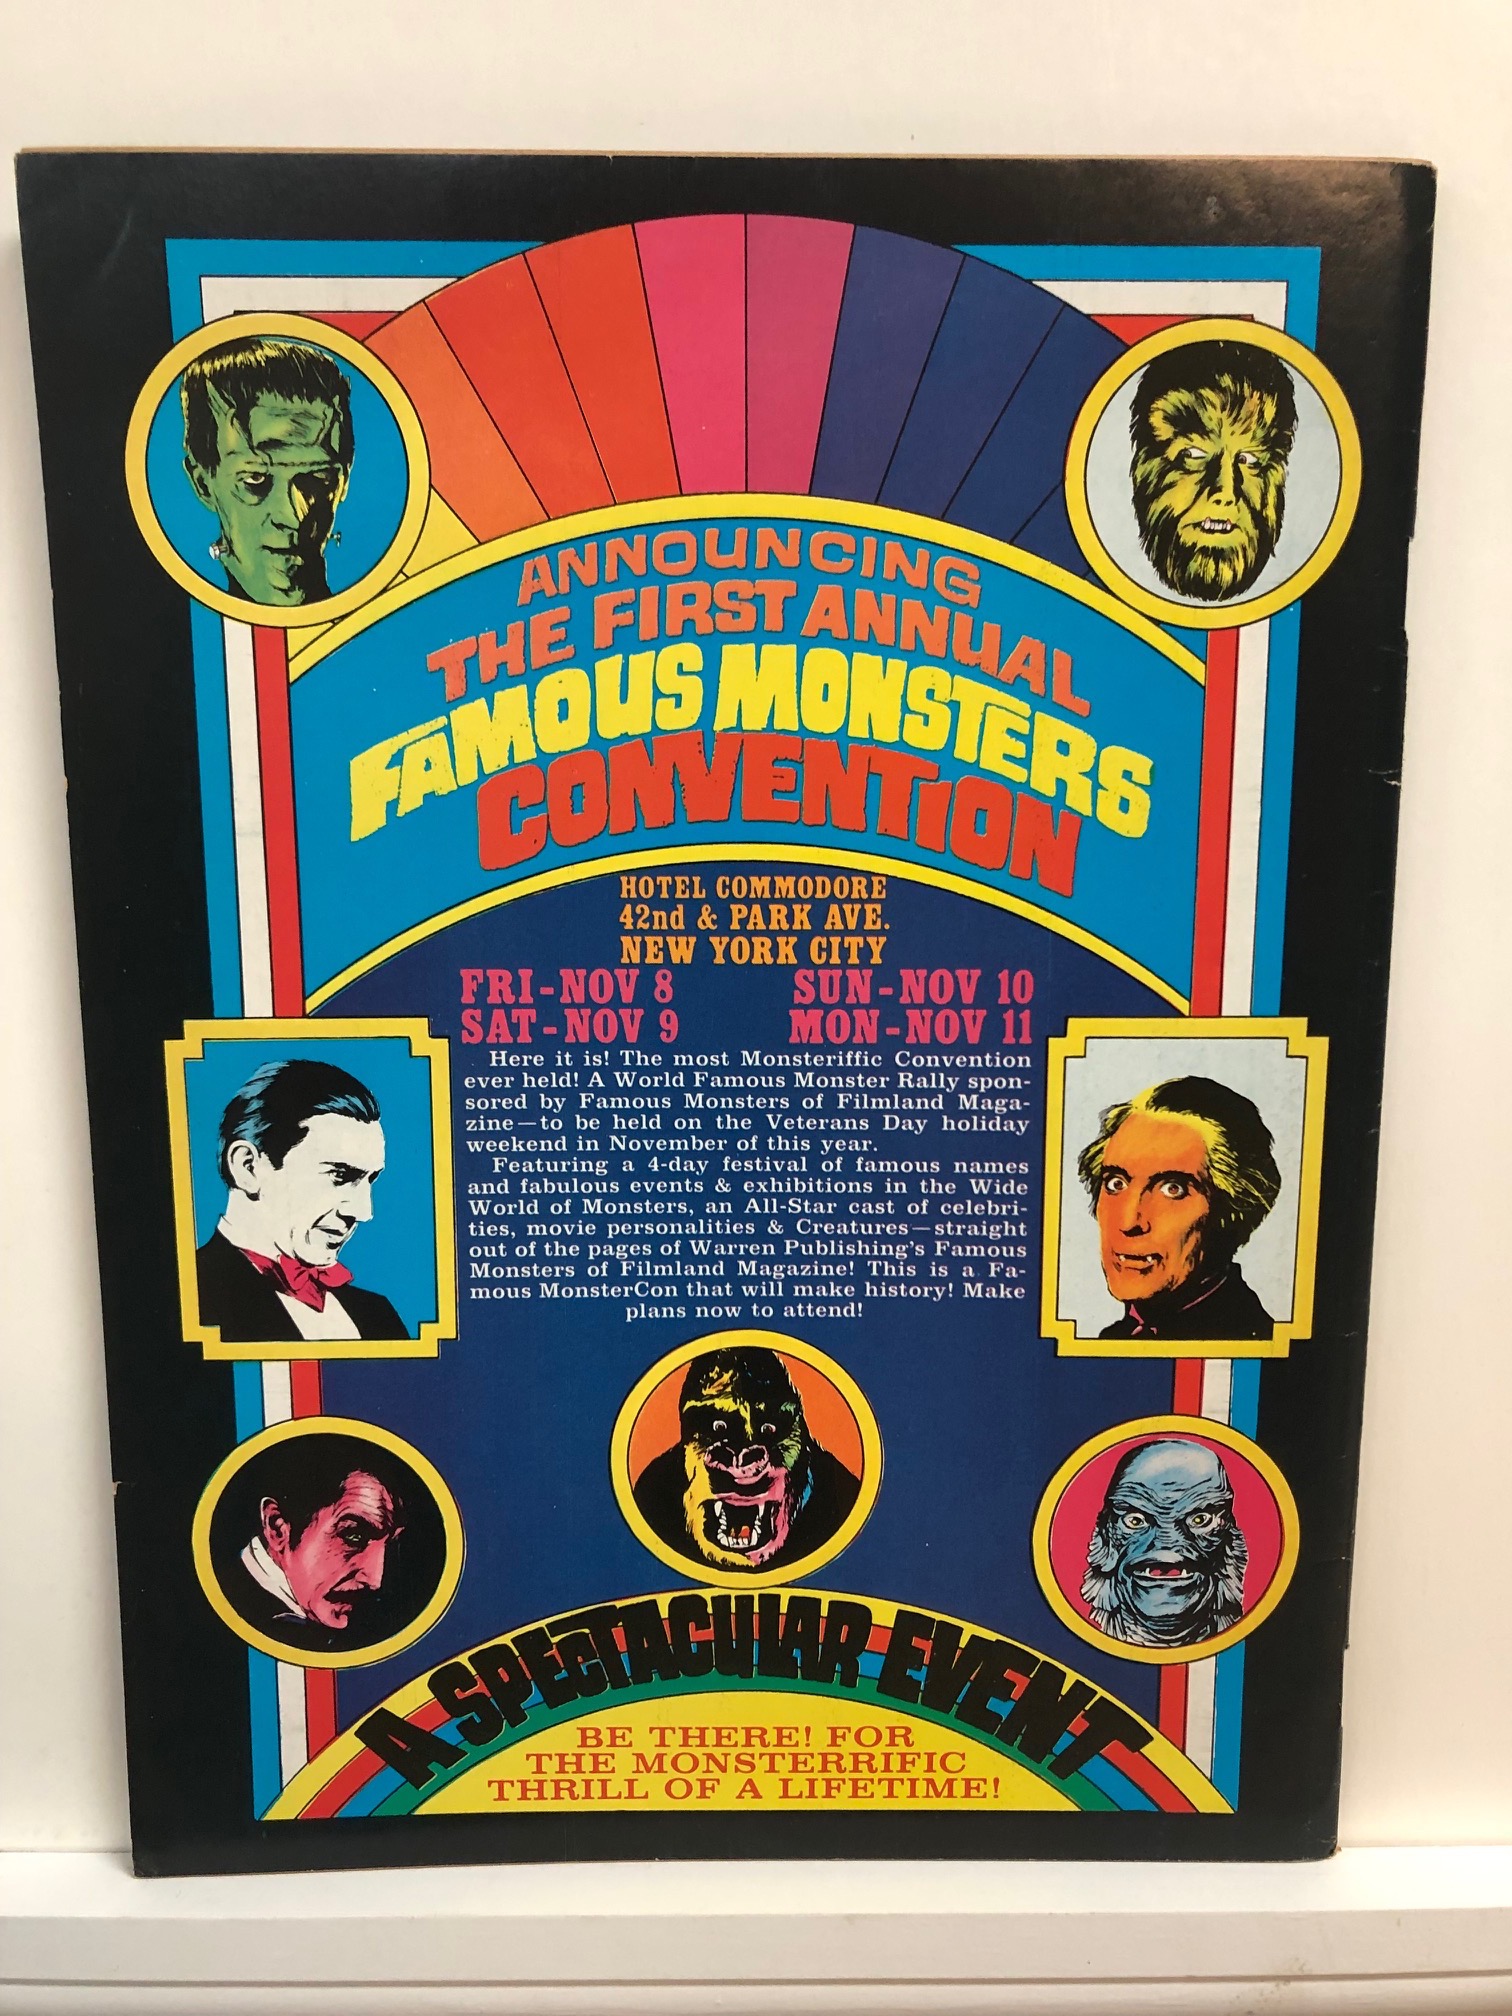 ANNOUNCING
THE FIRST ANNUAL
FAMOUS MONSTERS
CONVENTION
HOTEL COMMODORE
42nd & PARK AVE.
NEW YORK CITY
FRI-NOV 8 SUN-NOV 10
SAT-NOV 9 MON-NOV 11
Here it is! The most Monsteriffic Convention
ever held! A World Famous Monster Rally spon-
sored by Famous Monsters of Filmland Maga-
zine—to be held on the Veterans Day holiday
weekend in November of this year.
Featuring a 4-day festival of famous names
and fabulous events & exhibitions in the Wide
World of Monsters, an All-Star cast of celebri-
ties, movie personalities & Creatures—straight
out of the pages of Warren Publishing's Famous
Monsters of Filmland Magazine! This is a Fa-
mous MonsterCon that will make history! Make
plans now to attend!
A SPECTACULAR EVENT
BE THERE! FOR
THE MONSTERRIFIC
THRILL OF A LIFETIME!